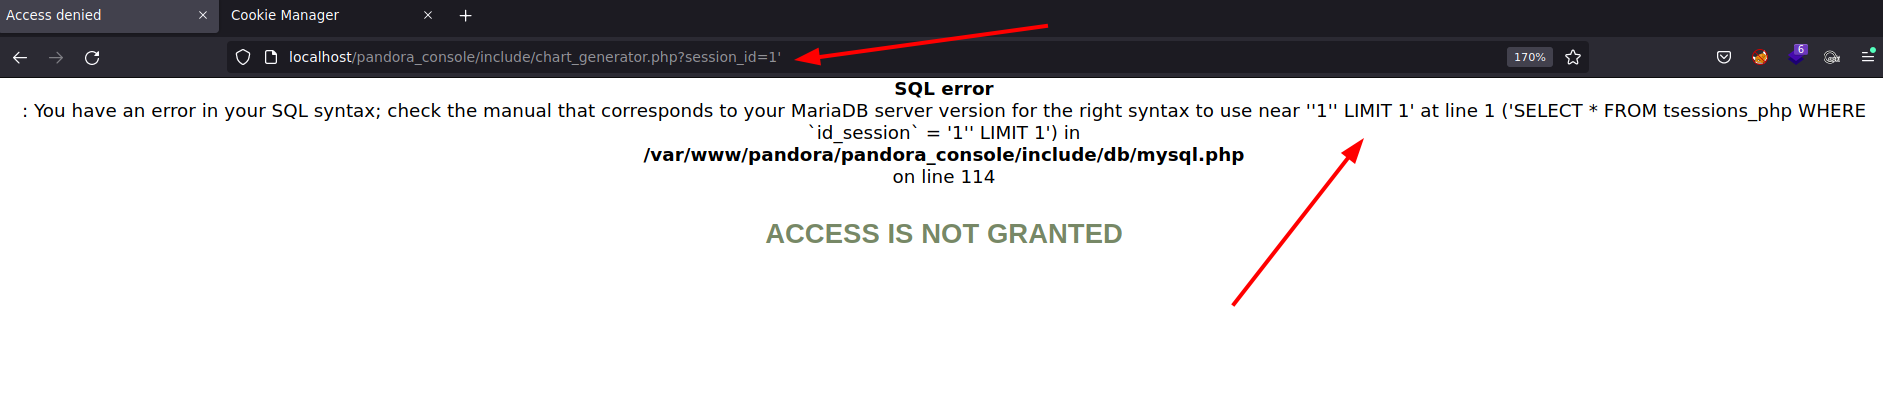 Access denied
Cookie Manager
localhost/pandora_console/include/chart_generator.php?session_id=1'
170%
6
SQL error
: You have an error in your SQL syntax; check the manual that corresponds to your MariaDB server version for the right syntax to use near ''1'' LIMIT 1' at line 1 ('SELECT * FROM tsessions_php WHERE
`id_session` = '1'' LIMIT 1') in
/var/www/pandora/pandora_console/include/db/mysql.php
on line 114
ACCESS IS NOT GRANTED